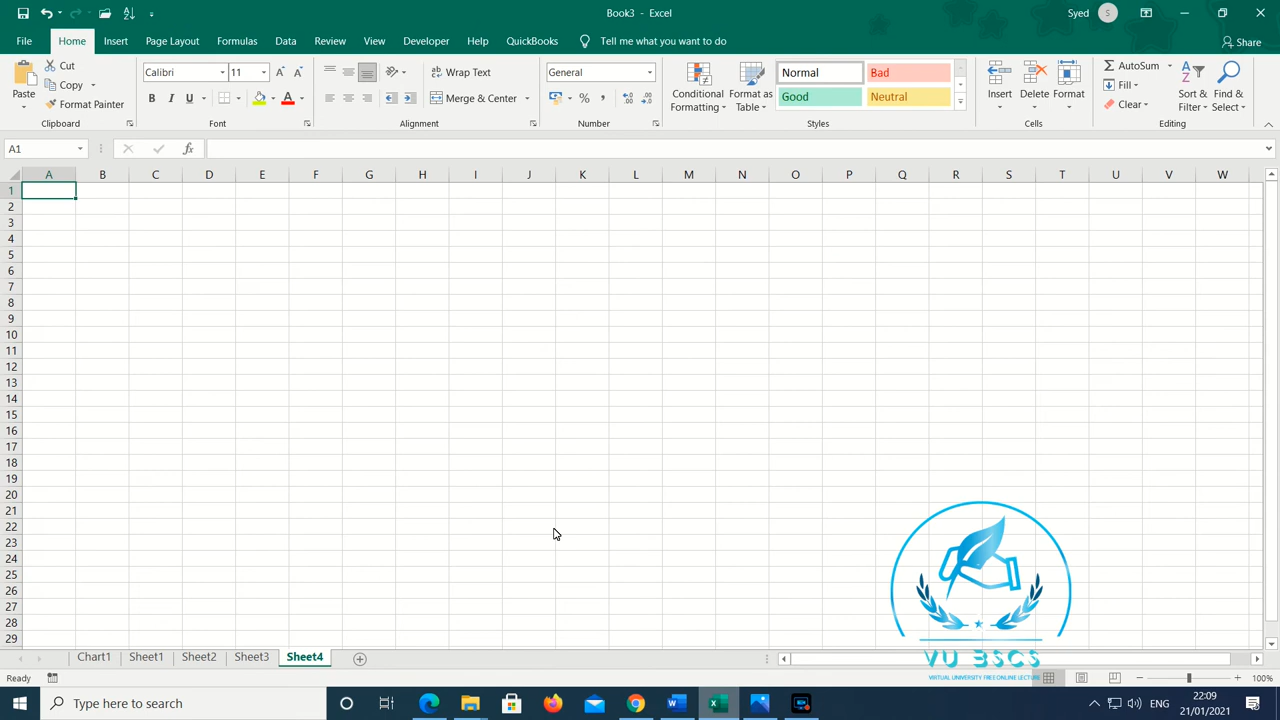 Book3 - Excel
Syed S
File Home Insert Page Layout Formulas Data Review View Developer Help QuickBooks Tell me what you want to do Share
Paste
Cut
Copy
Format Painter
Clipboard
Calibri 11
B I U
Font
Wrap Text
Merge & Center
Alignment
General
% ,
Number
Conditional Formatting
Format as Table
Normal Bad
Good Neutral
Styles
Insert Delete Format
Cells
AutoSum
Fill
Clear
Sort & Filter
Find & Select
Editing
A1 fx
A B C D E F G H I J K L M N O P Q R S T U V W
1
2
3
4
5
6
7
8
9
10
11
12
13
14
15
16
17
18
19
20
21
22
23
24
25
26
27
28
29
VU BSCS
VIRTUAL UNIVERSITY FREE ONLINE LECTURE
Chart1 Sheet1 Sheet2 Sheet3 Sheet4
Ready 100%
Type here to search ENG 22:09
21/01/2021